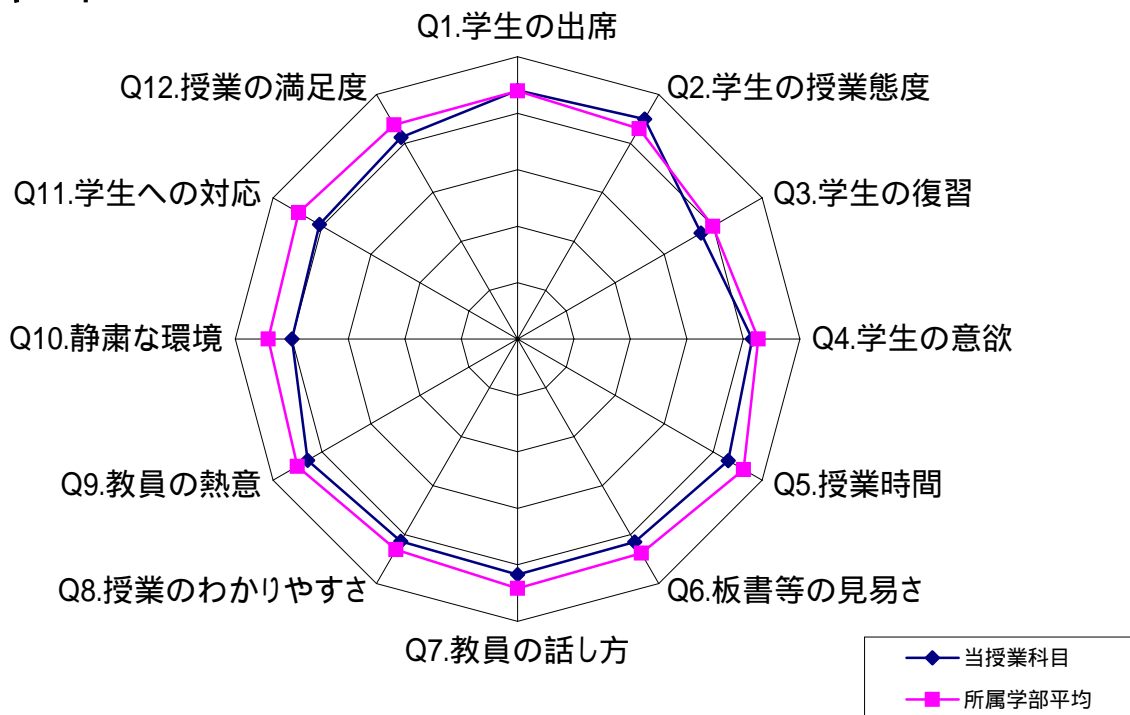 Q1.学生の出席
Q2.学生の授業態度
Q3.学生の復習
Q4.学生の意欲
Q5.授業時間
Q6.板書等の見易さ
Q7.教員の話し方
Q8.授業のわかりやすさ
Q9.教員の熱意
Q10.静粛な環境
Q11.学生への対応
Q12.授業の満足度
当授業科目
所属学部平均